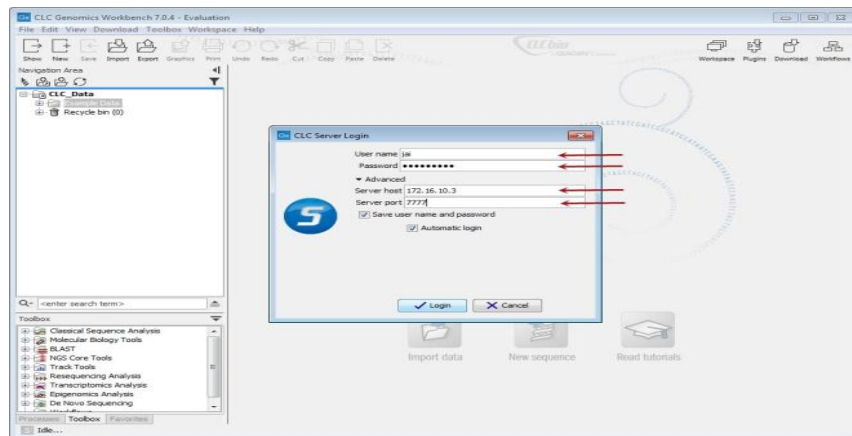 CLC Genomics Workbench 7.0.4 - Evaluation
File Edit View Download Toolbox Workspace Help
Show New Save Import Export Graphics Print Undo Redo Cut Copy Paste Delete Workspace Plugins Download Workflows
CLC bio
Navigation Area
CLC_Data
Example Data
Recycle bin (0)
CLC Server Login
User name jai
Password •••••••••
Advanced
Server host 172.16.10.3
Server port 7777
Save user name and password
Automatic login
Login Cancel
<enter search term>
Toolbox
Classical Sequence Analysis
Molecular Biology Tools
BLAST
NGS Core Tools
Track Tools
Resequencing Analysis
Transcriptomics Analysis
Epigenomics Analysis
De Novo Sequencing
Workflows
Import data New sequence Read tutorials
Processes Toolbox Favorites
Idle...